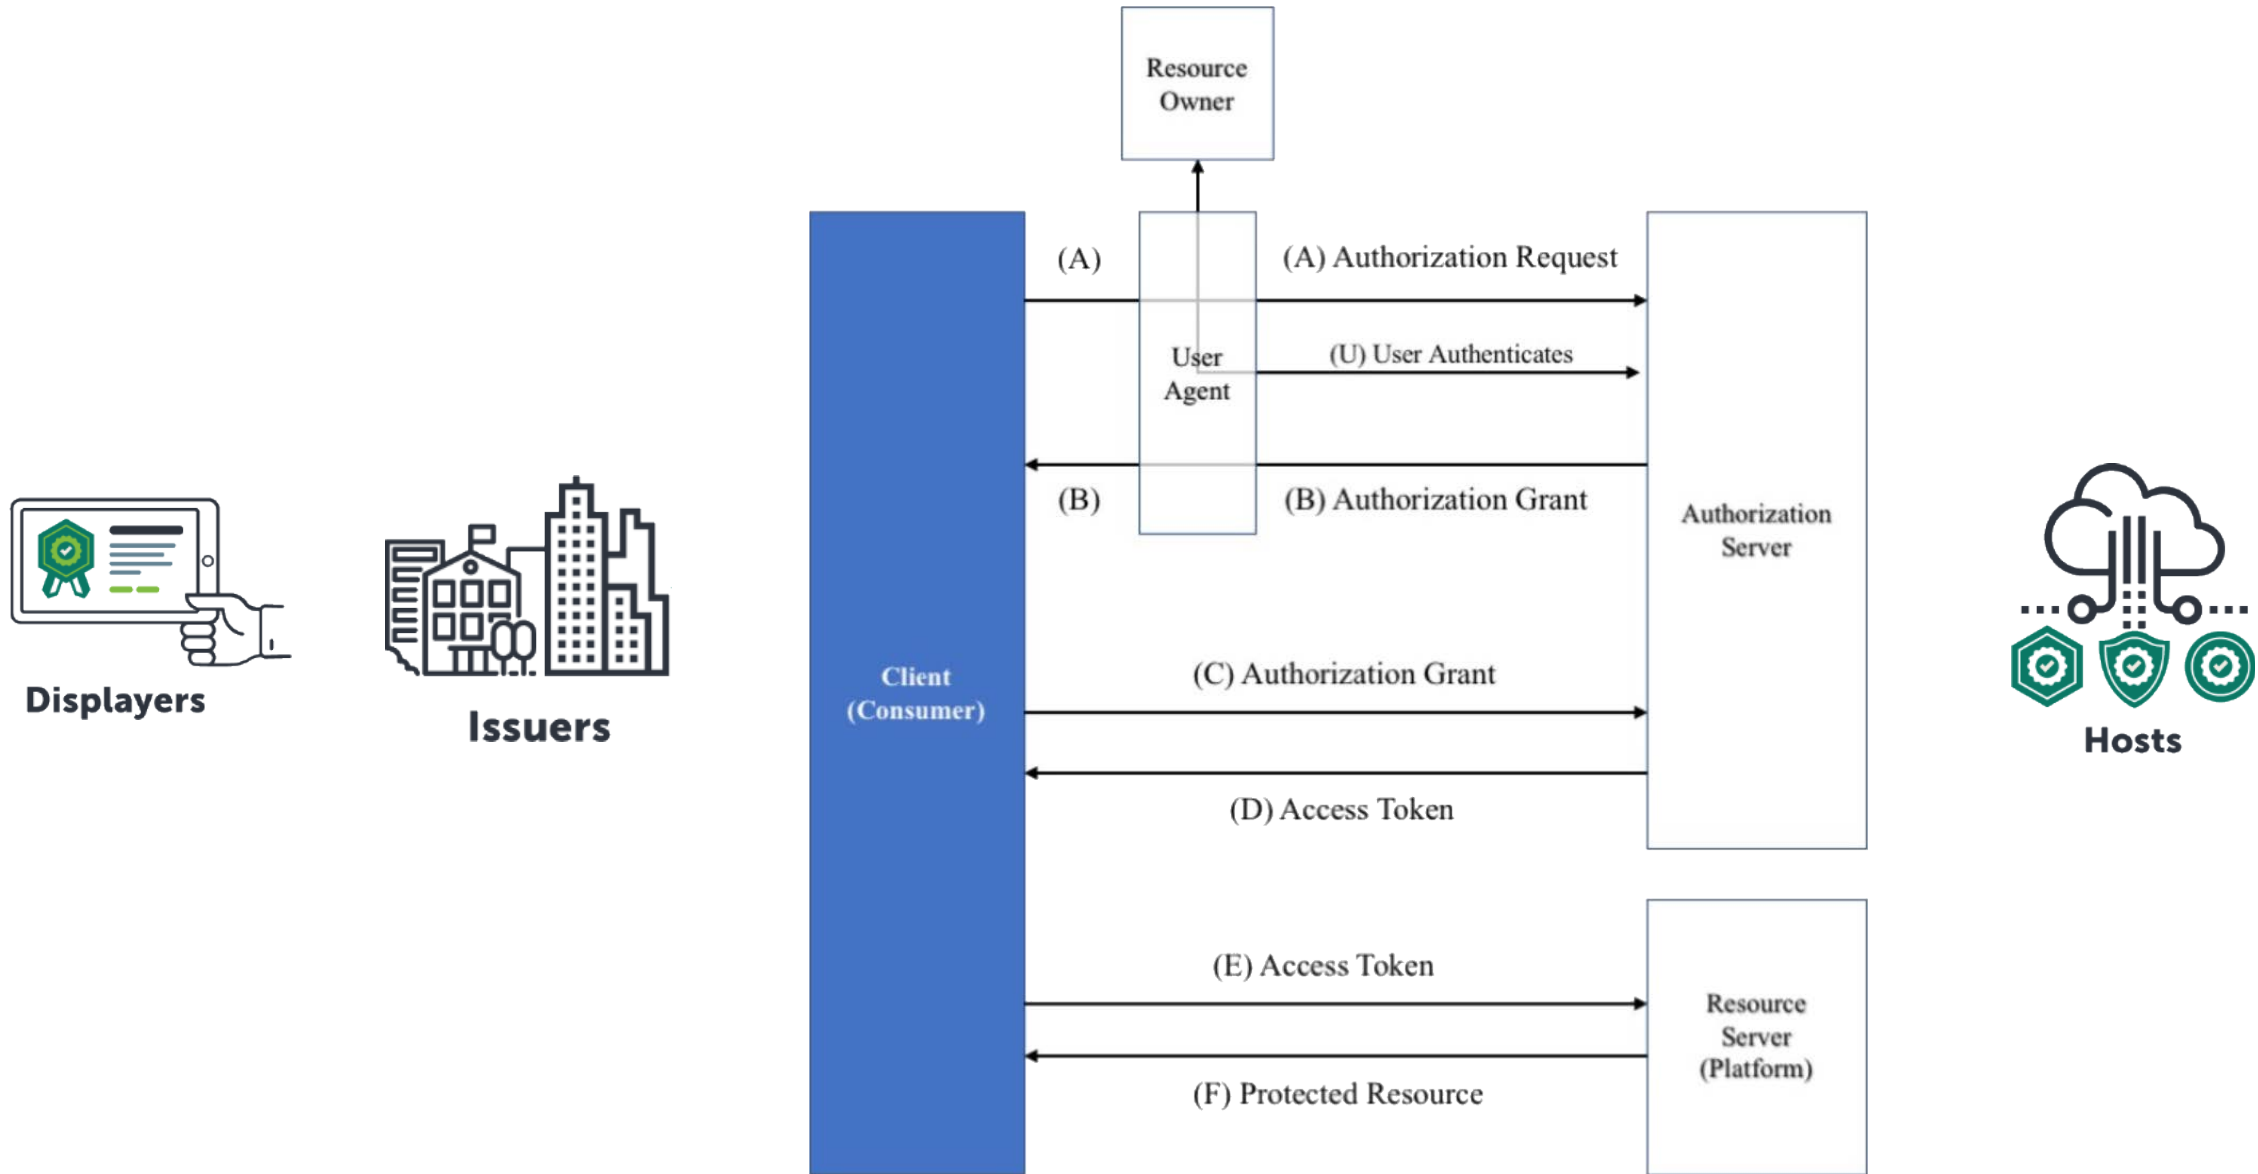 Resource
Owner
(A)
(A) Authorization Request
(U) User Authenticates
User
Agent
(B)
(B) Authorization Grant
Authorization
Server
Displayers
Issuers
Client
(Consumer)
(C) Authorization Grant
Hosts
(D) Access Token
(E) Access Token
Resource
Server
(Platform)
(F) Protected Resource